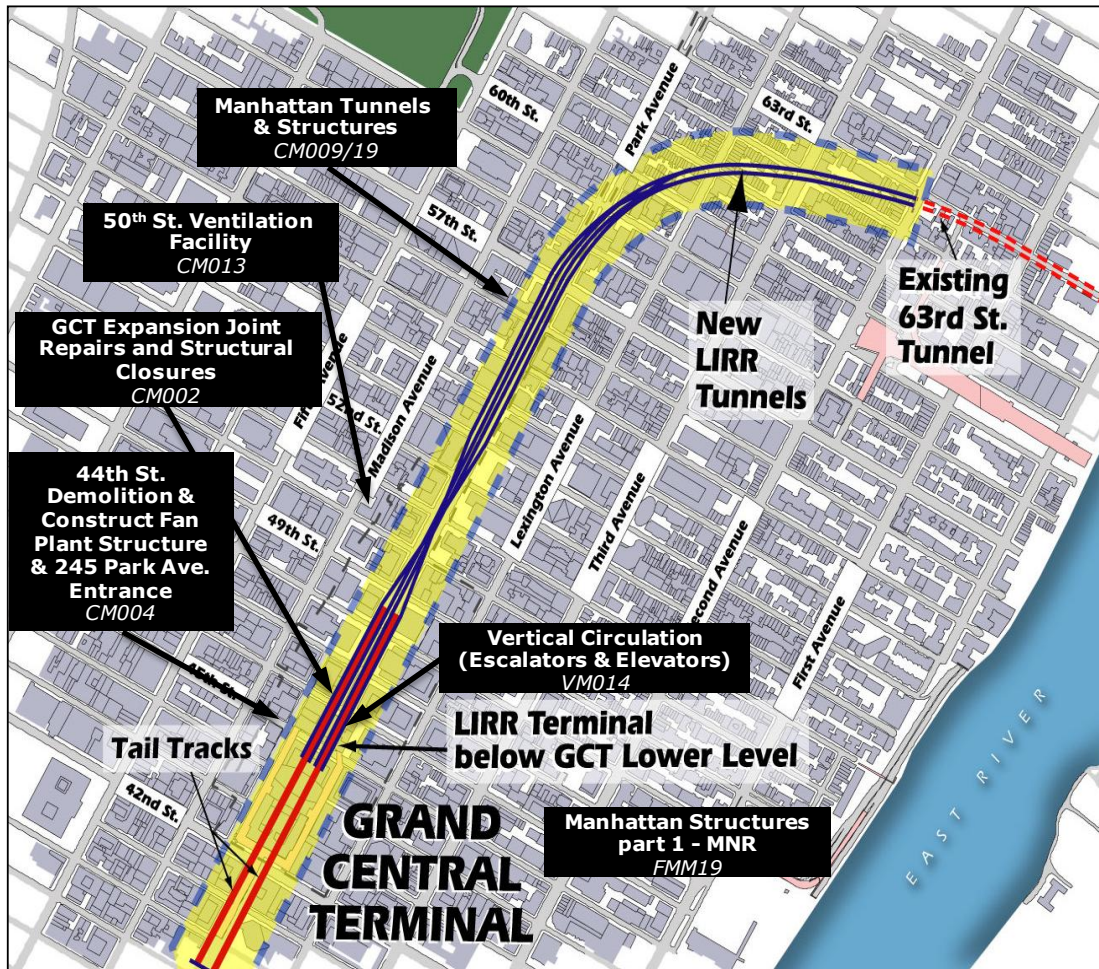 60th St.
Park Avenue
63rd St.
Manhattan Tunnels
& Structures
CM009/19
57th St.
50th St. Ventilation
Facility
CM013
Existing
63rd St.
Tunnel
New
LIRR
Tunnels
GCT Expansion Joint
Repairs and Structural
Closures
CM002
52nd St.
Madison Avenue
Lexington Avenue
Third Avenue
Second Avenue
First Avenue
49th St.
44th St.
Demolition &
Construct Fan
Plant Structure
& 245 Park Ave.
Entrance
CM004
Vertical Circulation
(Escalators & Elevators)
VM014
45th St.
LIRR Terminal
below GCT Lower Level
Tail Tracks
42nd St.
GRAND
CENTRAL
TERMINAL
Manhattan Structures
part 1 - MNR
FMM19
EAST RIVER